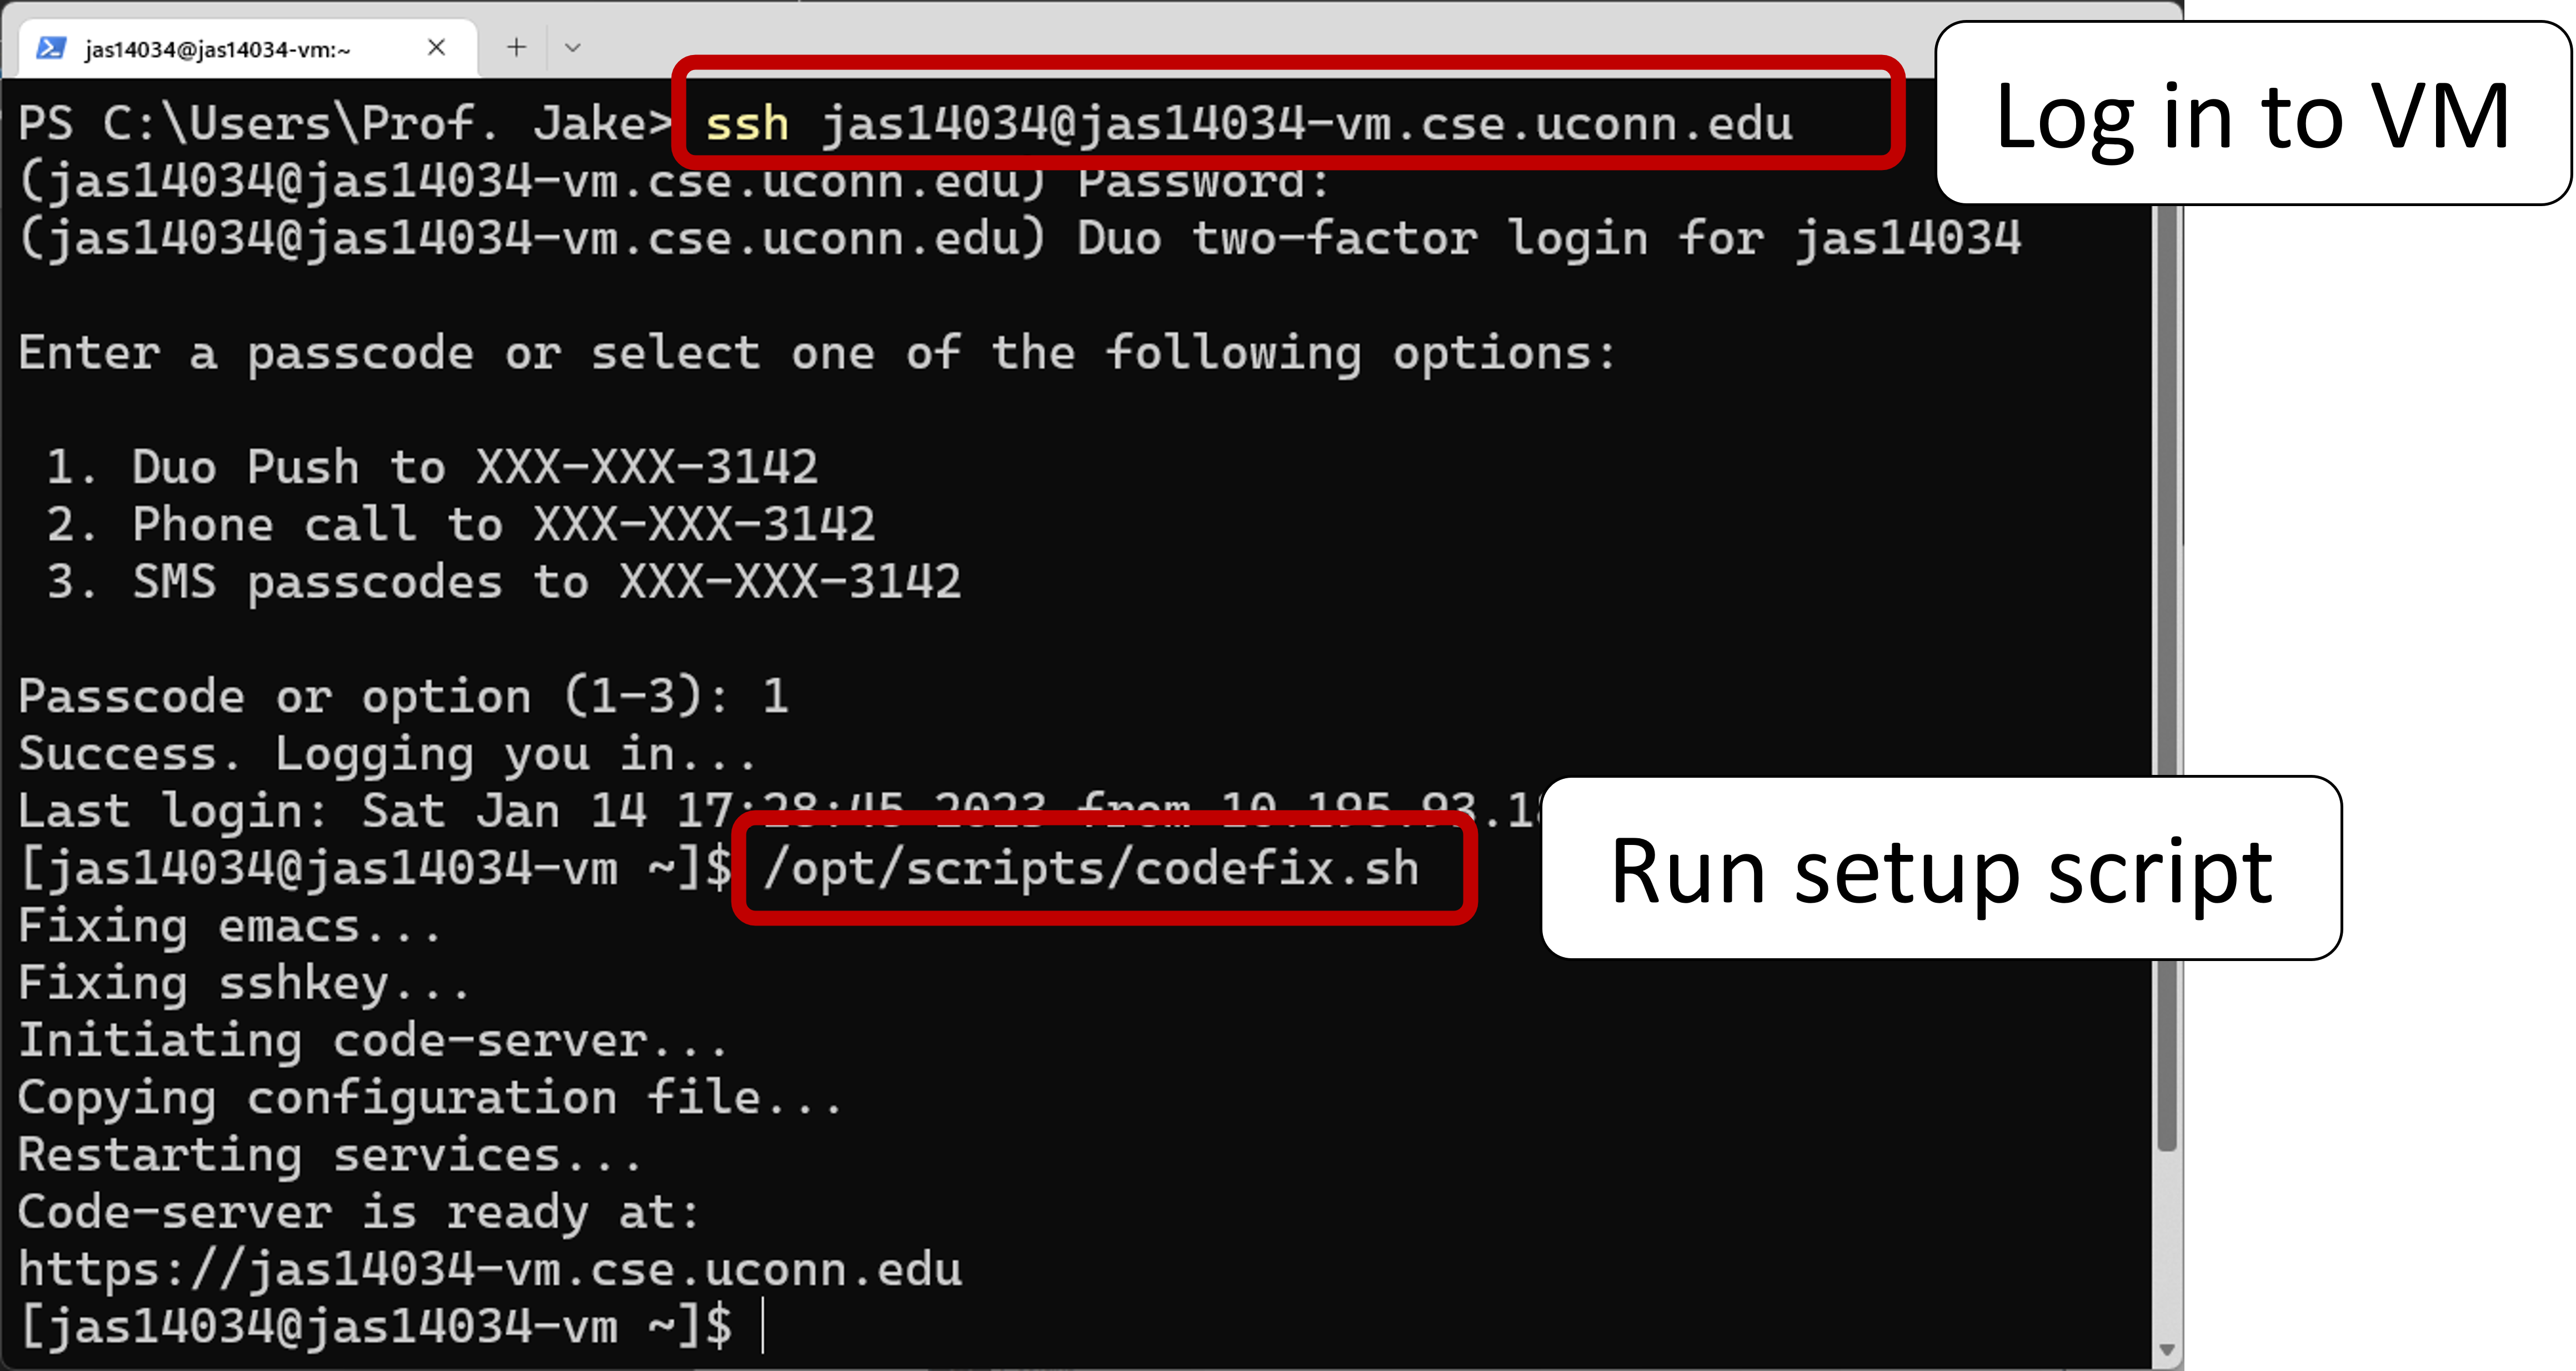 jas14034@jas14034-vm:~
PS C:\Users\Prof. Jake> ssh jas14034@jas14034-vm.cse.uconn.edu
Log in to VM
(jas14034@jas14034-vm.cse.uconn.edu) Password:
(jas14034@jas14034-vm.cse.uconn.edu) Duo two-factor login for jas14034
Enter a passcode or select one of the following options:
1. Duo Push to XXX-XXX-3142
2. Phone call to XXX-XXX-3142
3. SMS passcodes to XXX-XXX-3142
Passcode or option (1-3): 1
Success. Logging you in...
Last login: Sat Jan 14 17:28:45 2023 from
[jas14034@jas14034-vm ~]$ /opt/scripts/codefix.sh
Run setup script
Fixing emacs...
Fixing sshkey...
Initiating code-server...
Copying configuration file...
Restarting services...
Code-server is ready at:
https://jas14034-vm.cse.uconn.edu
[jas14034@jas14034-vm ~]$